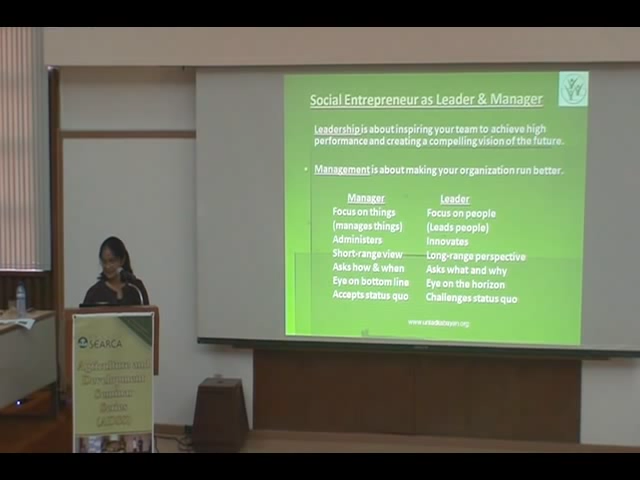 Social Entrepreneur as Leader & Manager
Leadership is about inspiring your team to achieve high
performance and creating a compelling vision of the future.
• Management is about making your organization run better.
Manager Leader
Focus on things Focus on people
(manages things) (Leads people)
Administers Innovates
Short-range view Long-range perspective
Asks how & when Asks what and why
Eye on bottom line Eye on the horizon
Accepts status quo Challenges status quo
SEARCA
Agriculture and
Development
Seminar
Series
(ADSS)